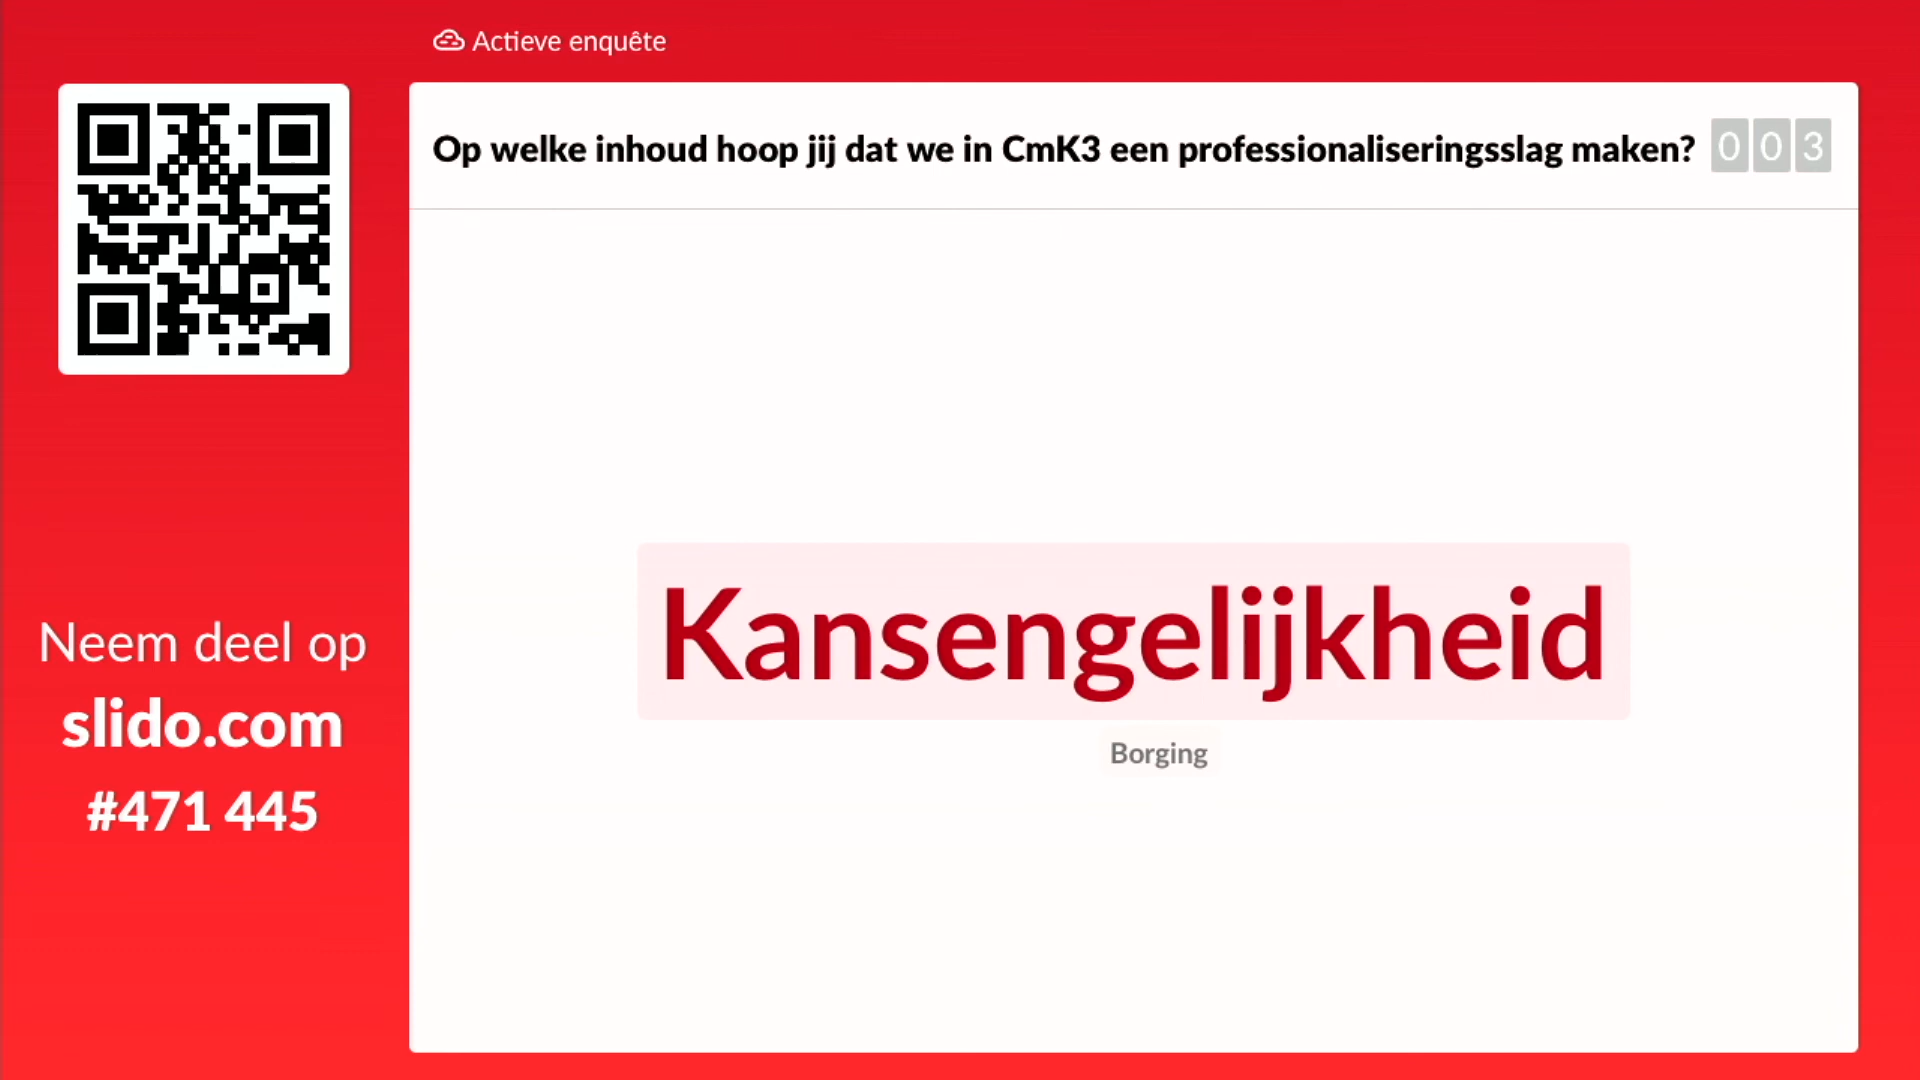 Actieve enquête
Op welke inhoud hoop jij dat we in CmK3 een professionaliseringsslag maken? 003
Kansengelijkheid
Borging
Neem deel op
slido.com
#471 445